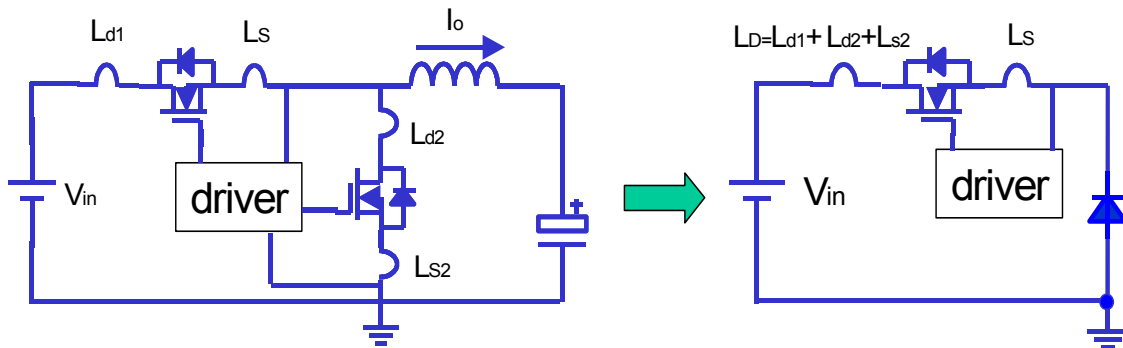 Ld1
LS
Io
Ld2
Vin
driver
LS2
+
LD=Ld1+ Ld2+Ls2
LS
Vin
driver